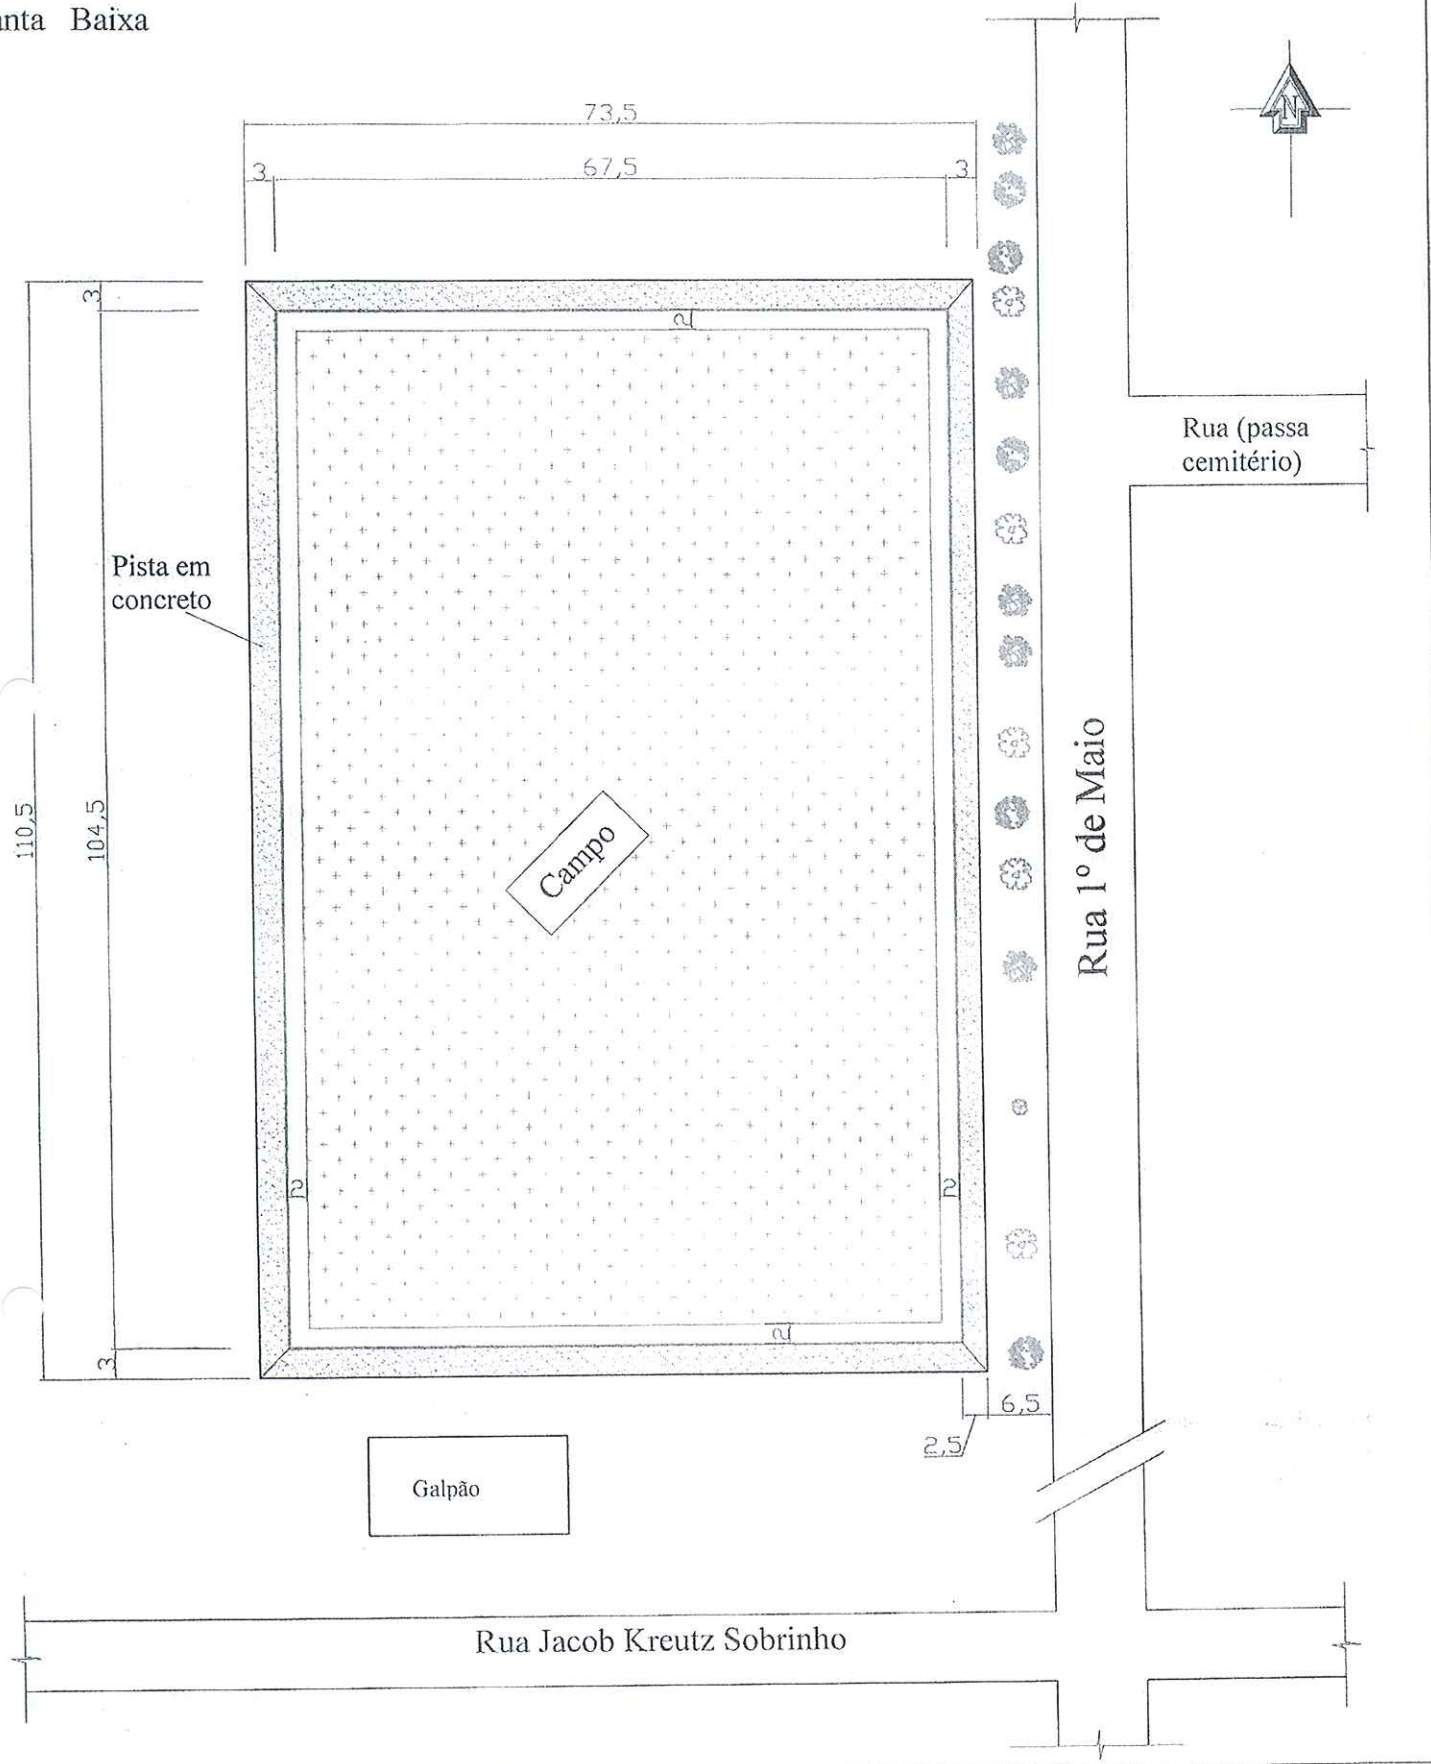 Baixa
N
73,5
3 67,5 3
3
2
Rua (passa
cemitério)
Pista em
concreto
110,5
104,5
Campo
Rua 1º de Maio
2
2
2
3
6,5
2,5
Galpão
Rua Jacob Kreutz Sobrinho